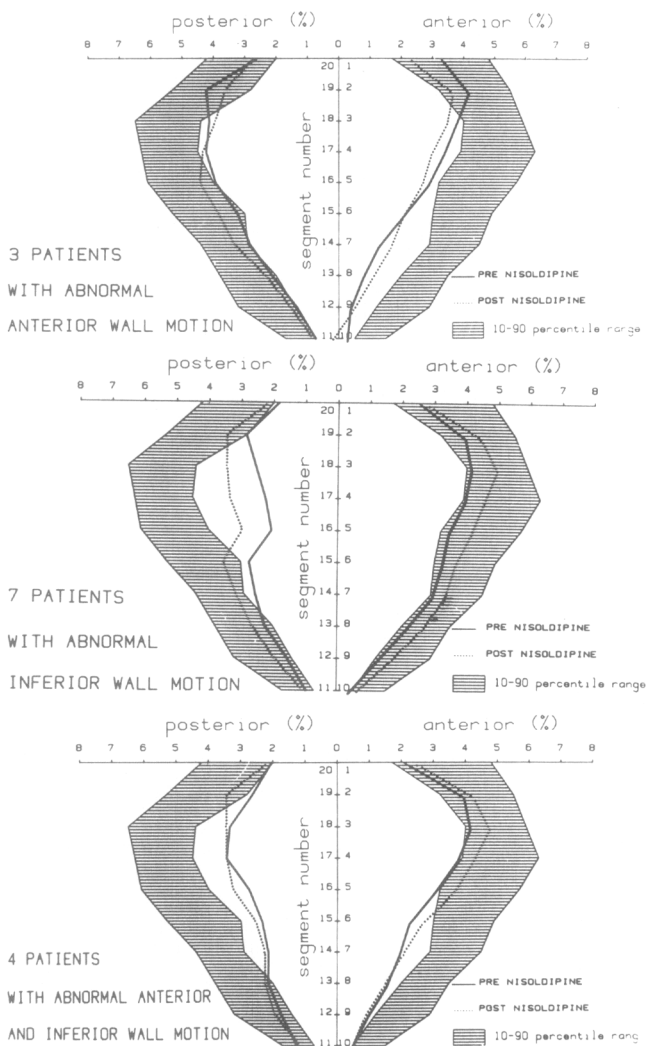 posterior (%) anterior (%)
8 7 6 5 4 3 2 1 0 1 2 3 4 5 6 7 8
20 1
19 2
18 3
17 4
16 5
15 6
14 7
13 8
12 9
11 10
segment number
3 PATIENTS
WITH ABNORMAL
ANTERIOR WALL MOTION
PRE NISOLDIPINE
POST NISOLDIPINE
10-90 percentile range
posterior (%) anterior (%)
8 7 6 5 4 3 2 1 0 1 2 3 4 5 6 7 8
20 1
19 2
18 3
17 4
16 5
15 6
14 7
13 8
12 9
11 10
segment number
7 PATIENTS
WITH ABNORMAL
INFERIOR WALL MOTION
PRE NISOLDIPINE
POST NISOLDIPINE
10-90 percentile range
posterior (%) anterior (%)
8 7 6 5 4 3 2 1 0 1 2 3 4 5 6 7 8
20 1
19 2
18 3
17 4
16 5
15 6
14 7
13 8
12 9
11 10
segment number
4 PATIENTS
WITH ABNORMAL ANTERIOR
AND INFERIOR WALL MOTION
PRE NISOLDIPINE
POST NISOLDIPINE
10-90 percentile range